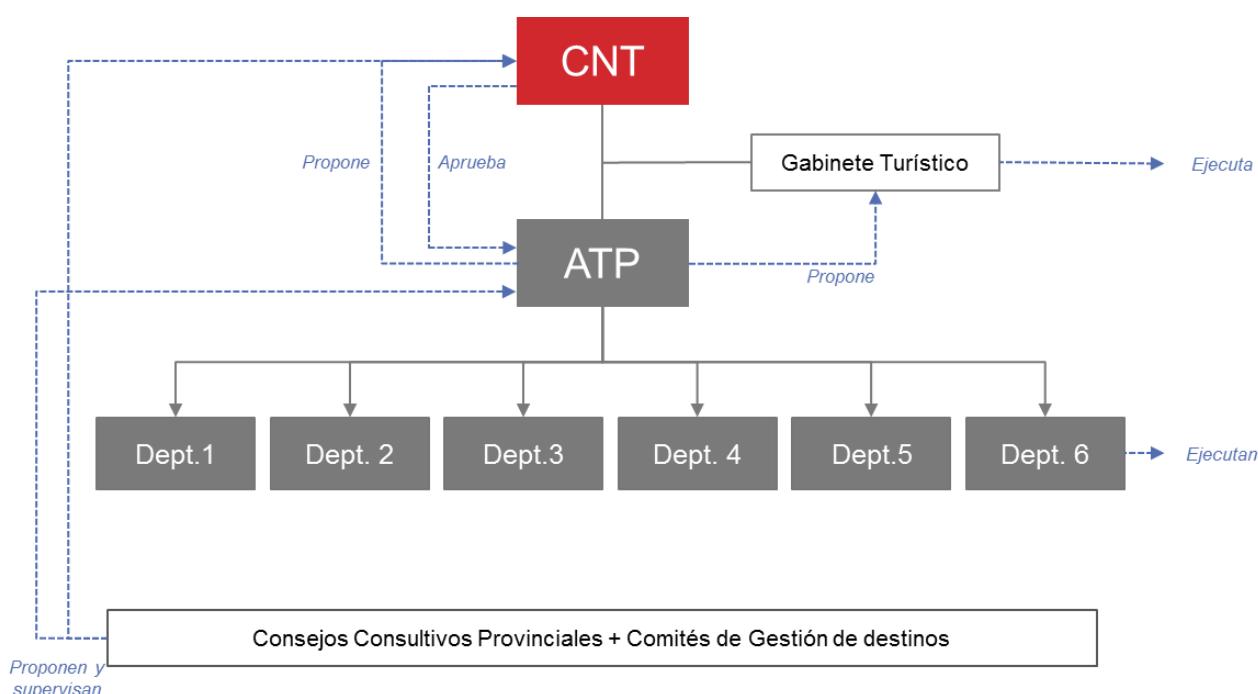 CNT
Propone
Aprueba
Gabinete Turístico
Ejecuta
ATP
Propone
Dept.1
Dept. 2
Dept.3
Dept. 4
Dept.5
Dept. 6
Ejecutan
Consejos Consultivos Provinciales + Comités de Gestión de destinos
Proponen y
supervisan